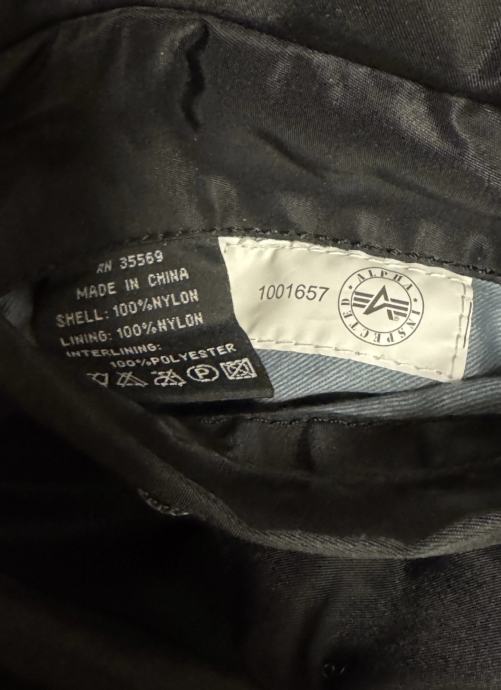 RN 35569
MADE IN CHINA
SHELL: 100%NYLON
LINING: 100%NYLON
INTERLINING:
100%POLYESTER
P
1001657
ALPHA
INSPECTED